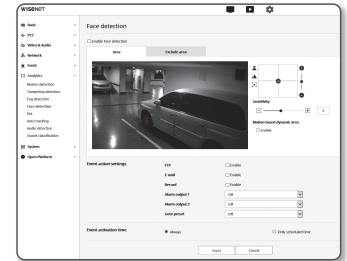 WISENET
Basic
PTZ
Video & Audio
Network
Event
Analytics
Motion detection
Tampering detection
Fog detection
Face detection
IVA
Auto tracking
Audio detection
Sound classification
System
Open Platform
Face detection
Enable Face detection
Area
Exclude area
Sensitivity
5
Motion based dynamic area
Enable
Event action settings
FTP
Enable
E-mail
Enable
Record
Enable
Alarm output 1
Off
Alarm output 2
Off
Goto preset
Off
Event activation time
Always
Only scheduled time
Apply
Cancel